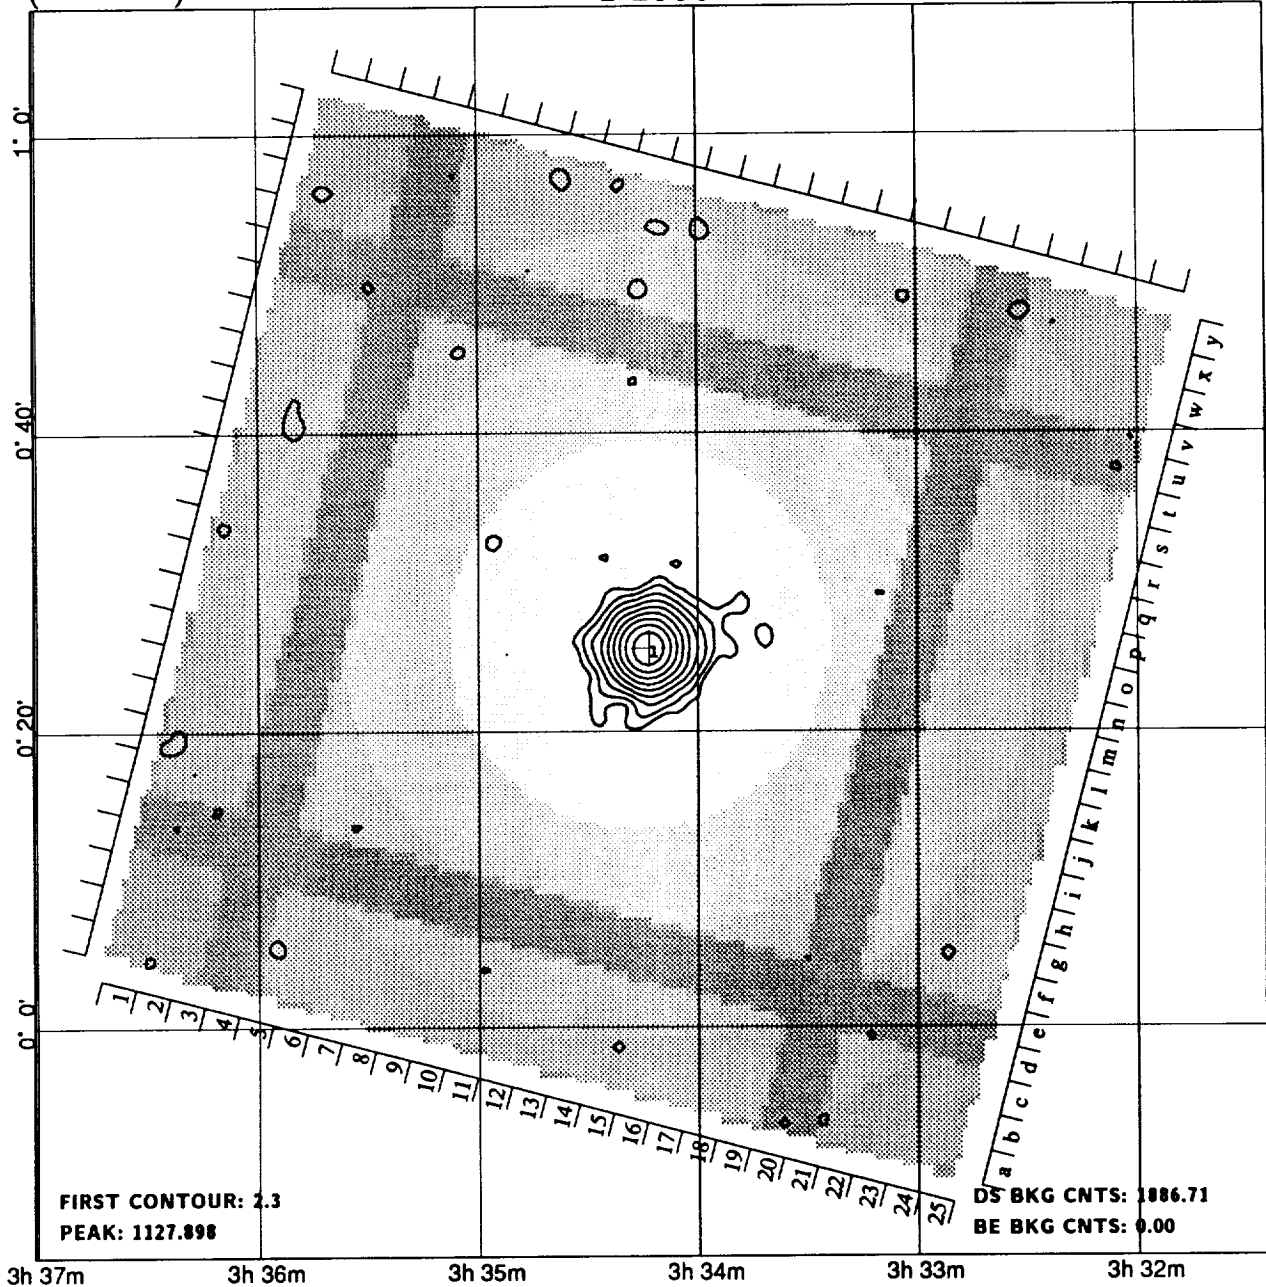 1° 0'
0° 40'
0° 20'
0° 0'
1
1 2 3 4 5 6 7 8 9 10 11 12 13 14 15 16 17 18 19 20 21 22 23 24 25
a b c d e f g h i j k l m n o p q r s t u v w x y
FIRST CONTOUR: 2.3
PEAK: 1127.898
DS BKG CNTS: 1886.71
BE BKG CNTS: 0.00
3h 37m 3h 36m 3h 35m 3h 34m 3h 33m 3h 32m